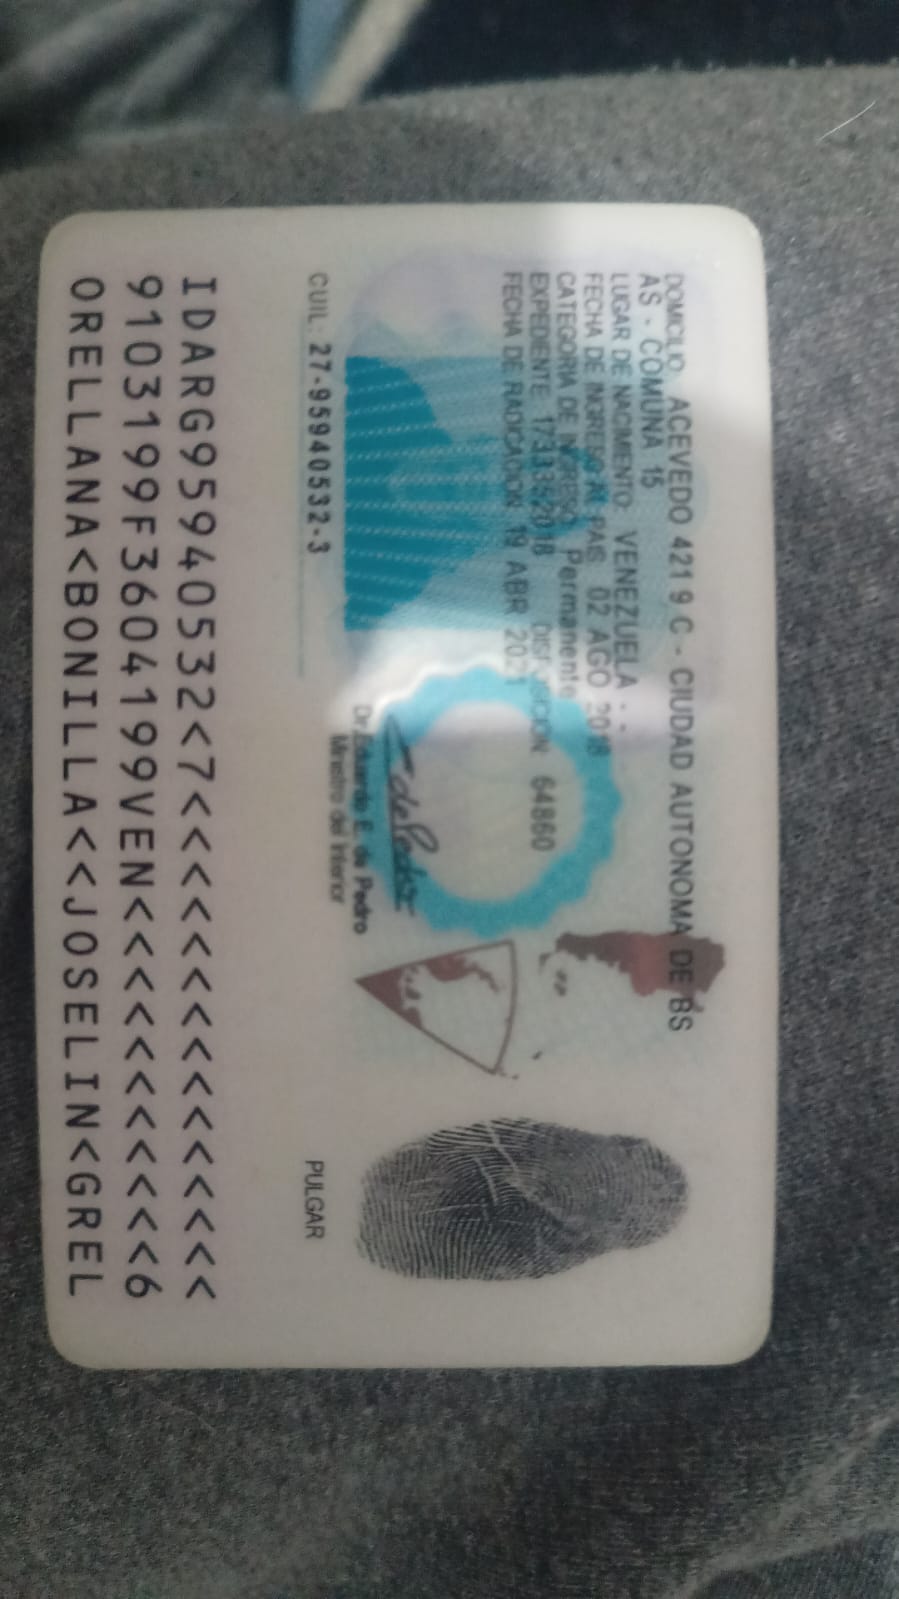 DOMICILIO: ACEVEDO 421 9 C - CIUDAD AUTONOMA DE BS
AS - COMUNA 15
LUGAR DE NACIMIENTO: VENEZUELA - -
FECHA DE INGRESO AL PAIS 02 AGO 2018
CATEGORIA DE INGRESO Permanente
EXPEDIENTE DISPOSICION 64860
FECHA DE RADICACION 19 ABR 2021
Dr. Eduardo E. de Pedro
Ministro del Interior
CUIL: 27-95940532-3
PULGAR
IDARG95940532<7<<<<<<<<<<<<<<<
9103199F3604199VEN<<<<<<<<<<<6
ORELLANA<BONILLA<<JOSELIN<GREL